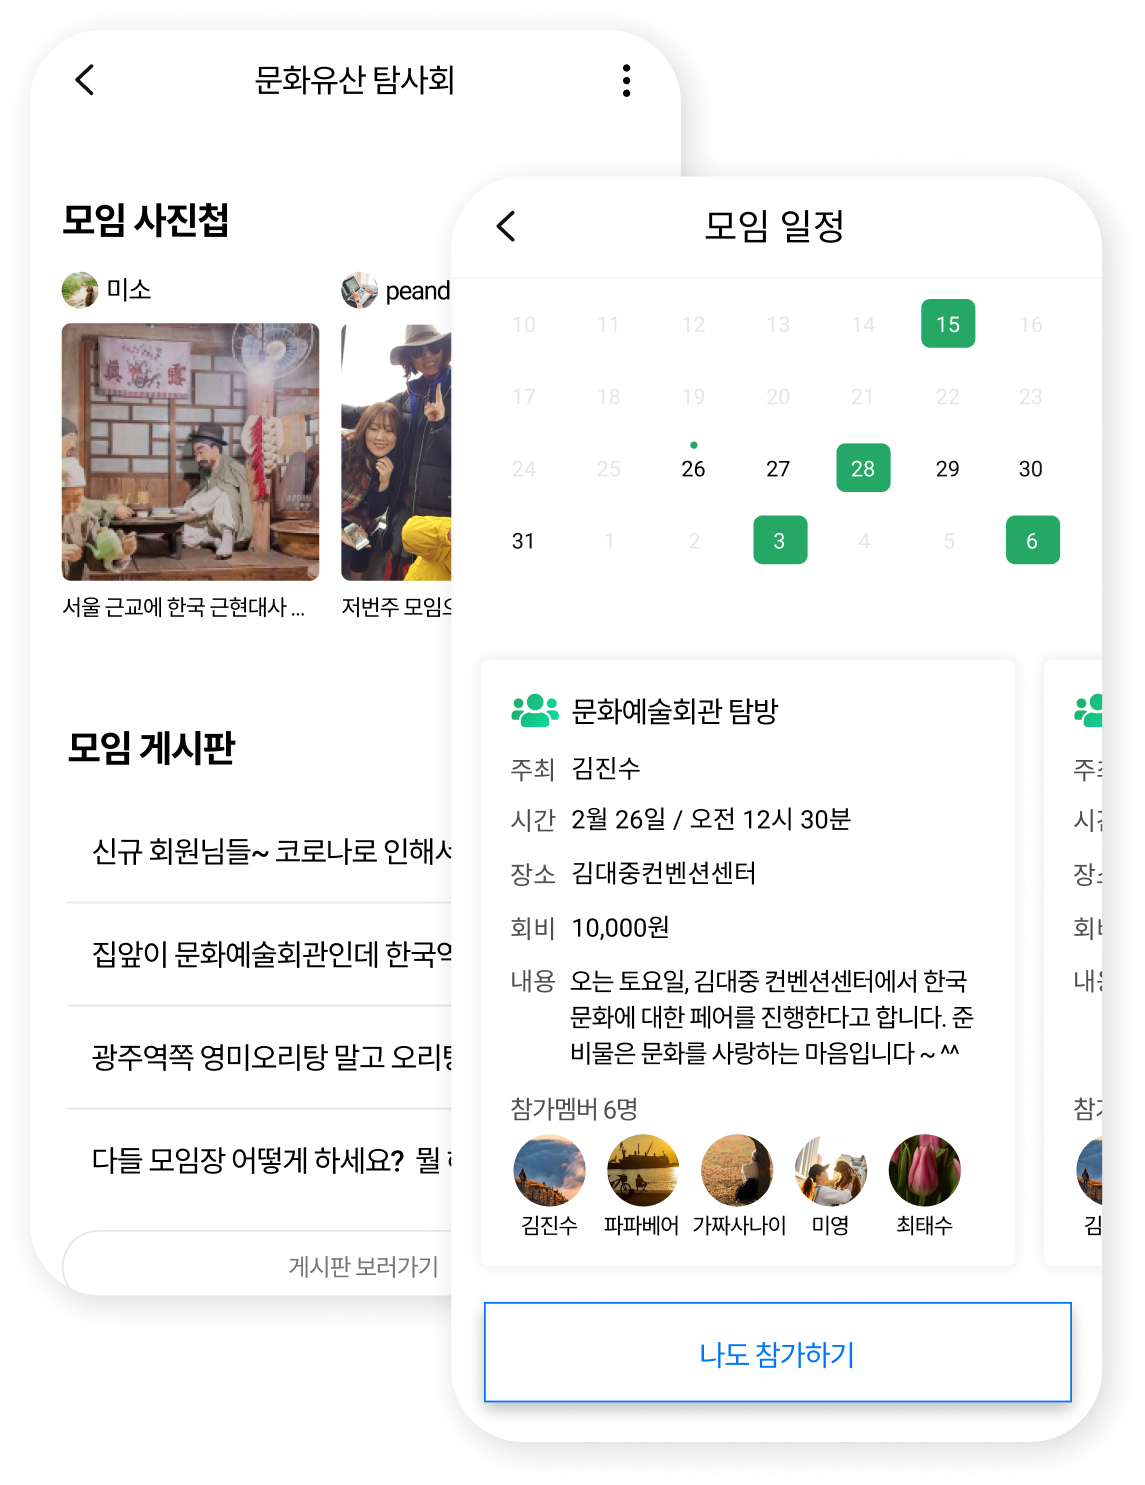 문화유산 탐사회
모임 사진첩
미소
peand
서울 근교에 한국 근현대사 ...
저번주 모임
모임 게시판
신규 회원님들~ 코로나로 인해서
집앞이 문화예술회관인데 한국
광주역쪽 영미오리탕 말고
다들 모임장 어떻게 하세요? 뭘
게시판 보러가기
모임 일정
10 11 12 13 14 15 16
17 18 19 20 21 22 23
24 25 26 27 28 29 30
31 1 2 3 4 5 6
문화예술회관 탐방
주최 김진수
시간 2월 26일 / 오전 12시 30분
장소 김대중컨벤션센터
회비 10,000원
내용 오는 토요일, 김대중 컨벤션센터에서 한국
문화에 대한 페어를 진행한다고 합니다. 준
비물은 문화를 사랑하는 마음입니다 ~ ^^
참가멤버 6명
김진수 파파베어 가짜사나이 미영 최태수
나도 참가하기